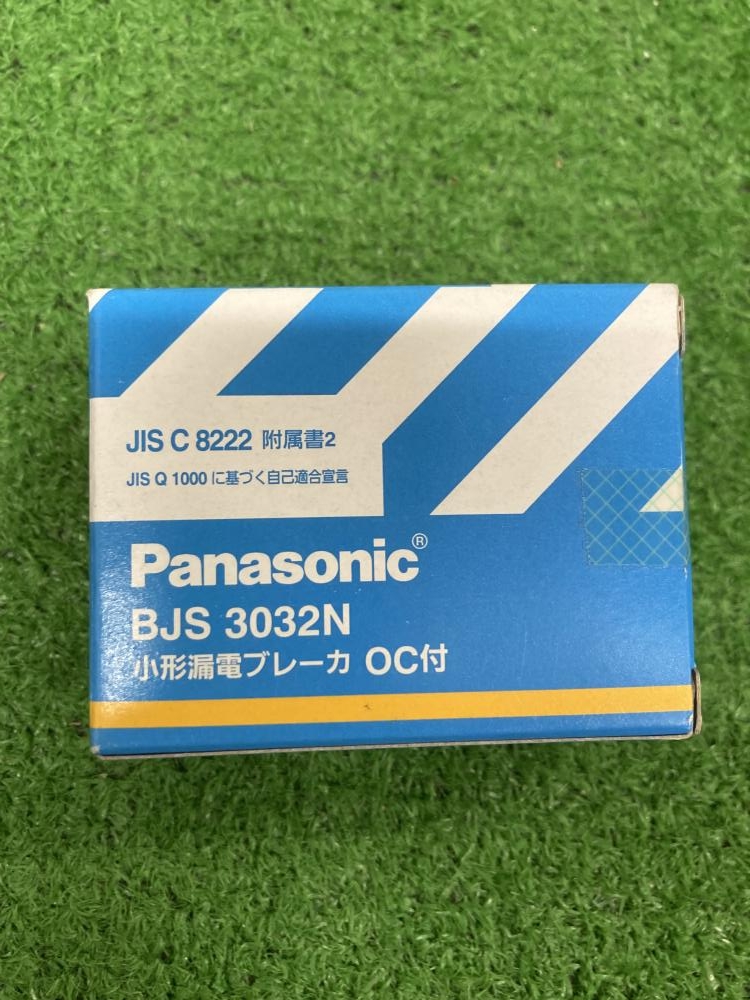 JIS C 8222 附属書2
JIS Q 1000 に基づく自己適合宣言
Panasonic®
BJS 3032N
小形漏電ブレーカ OC付